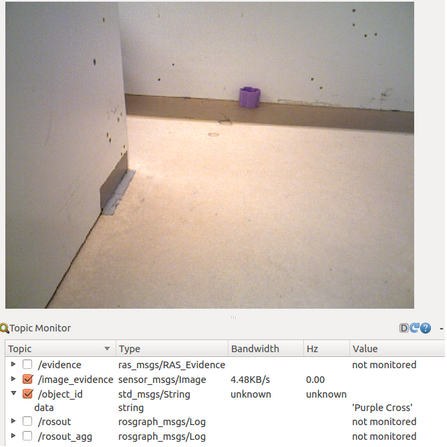 Topic Monitor
Topic Type Bandwidth Hz Value
/evidence ras_msgs/RAS_Evidence not monitored
/image_evidence sensor_msgs/Image 4.48KB/s 0.00
/object_id std_msgs/String unknown unknown
data string 'Purple Cross'
/rosout rosgraph_msgs/Log not monitored
/rosout_agg rosgraph_msgs/Log not monitored